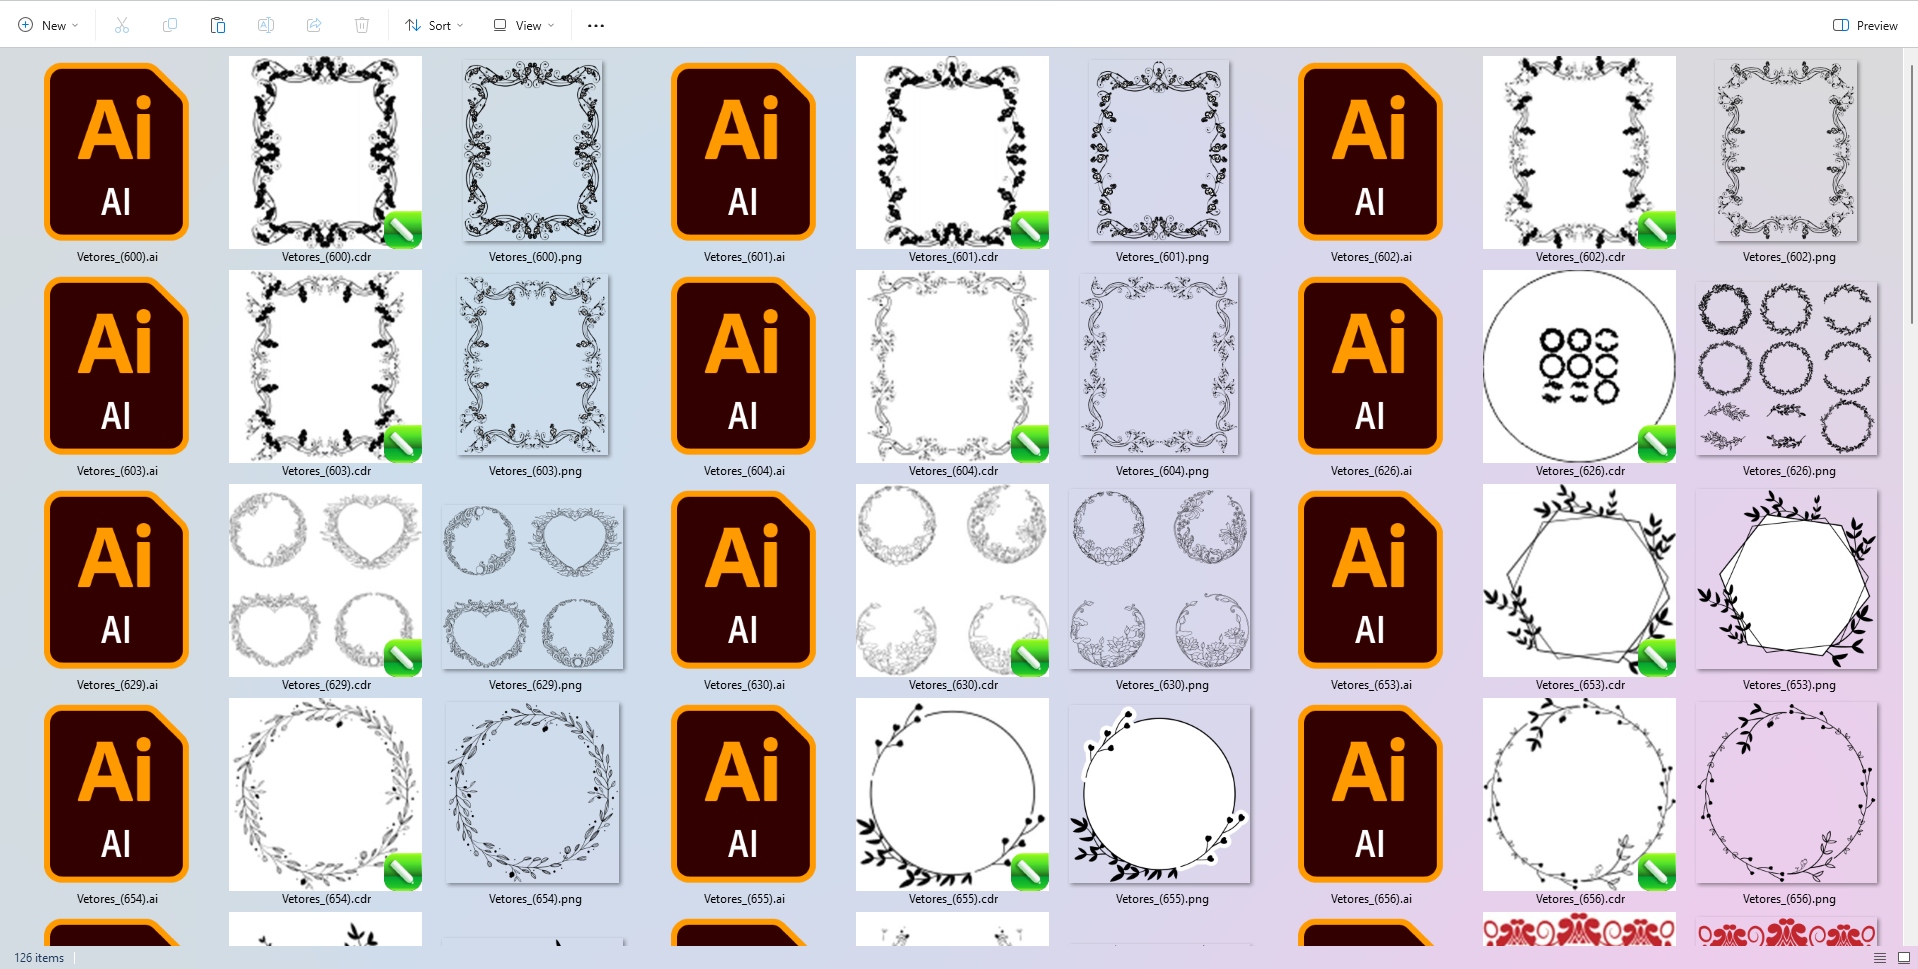 New Sort View Preview
Ai AI Ai AI Ai AI
Vetores_(600).ai Vetores_(600).cdr Vetores_(600).png Vetores_(601).ai Vetores_(601).cdr Vetores_(601).png Vetores_(602).ai Vetores_(602).cdr Vetores_(602).png
Ai AI Ai AI Ai AI
Vetores_(603).ai Vetores_(603).cdr Vetores_(603).png Vetores_(604).ai Vetores_(604).cdr Vetores_(604).png Vetores_(626).ai Vetores_(626).cdr Vetores_(626).png
Ai AI Ai AI Ai AI
Vetores_(629).ai Vetores_(629).cdr Vetores_(629).png Vetores_(630).ai Vetores_(630).cdr Vetores_(630).png Vetores_(653).ai Vetores_(653).cdr Vetores_(653).png
Ai AI Ai AI Ai AI
Vetores_(654).ai Vetores_(654).cdr Vetores_(654).png Vetores_(655).ai Vetores_(655).cdr Vetores_(655).png Vetores_(656).ai Vetores_(656).cdr Vetores_(656).png
126 items